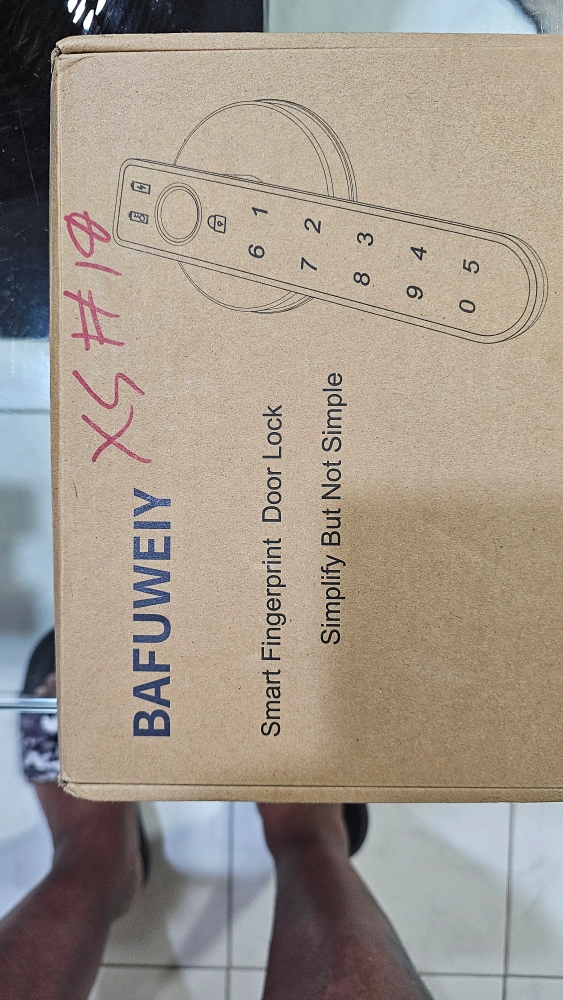 BAFUWEIY
XS #18
Smart Fingerprint Door Lock
Simplify But Not Simple
1 2 3 4 5
6 7 8 9 0